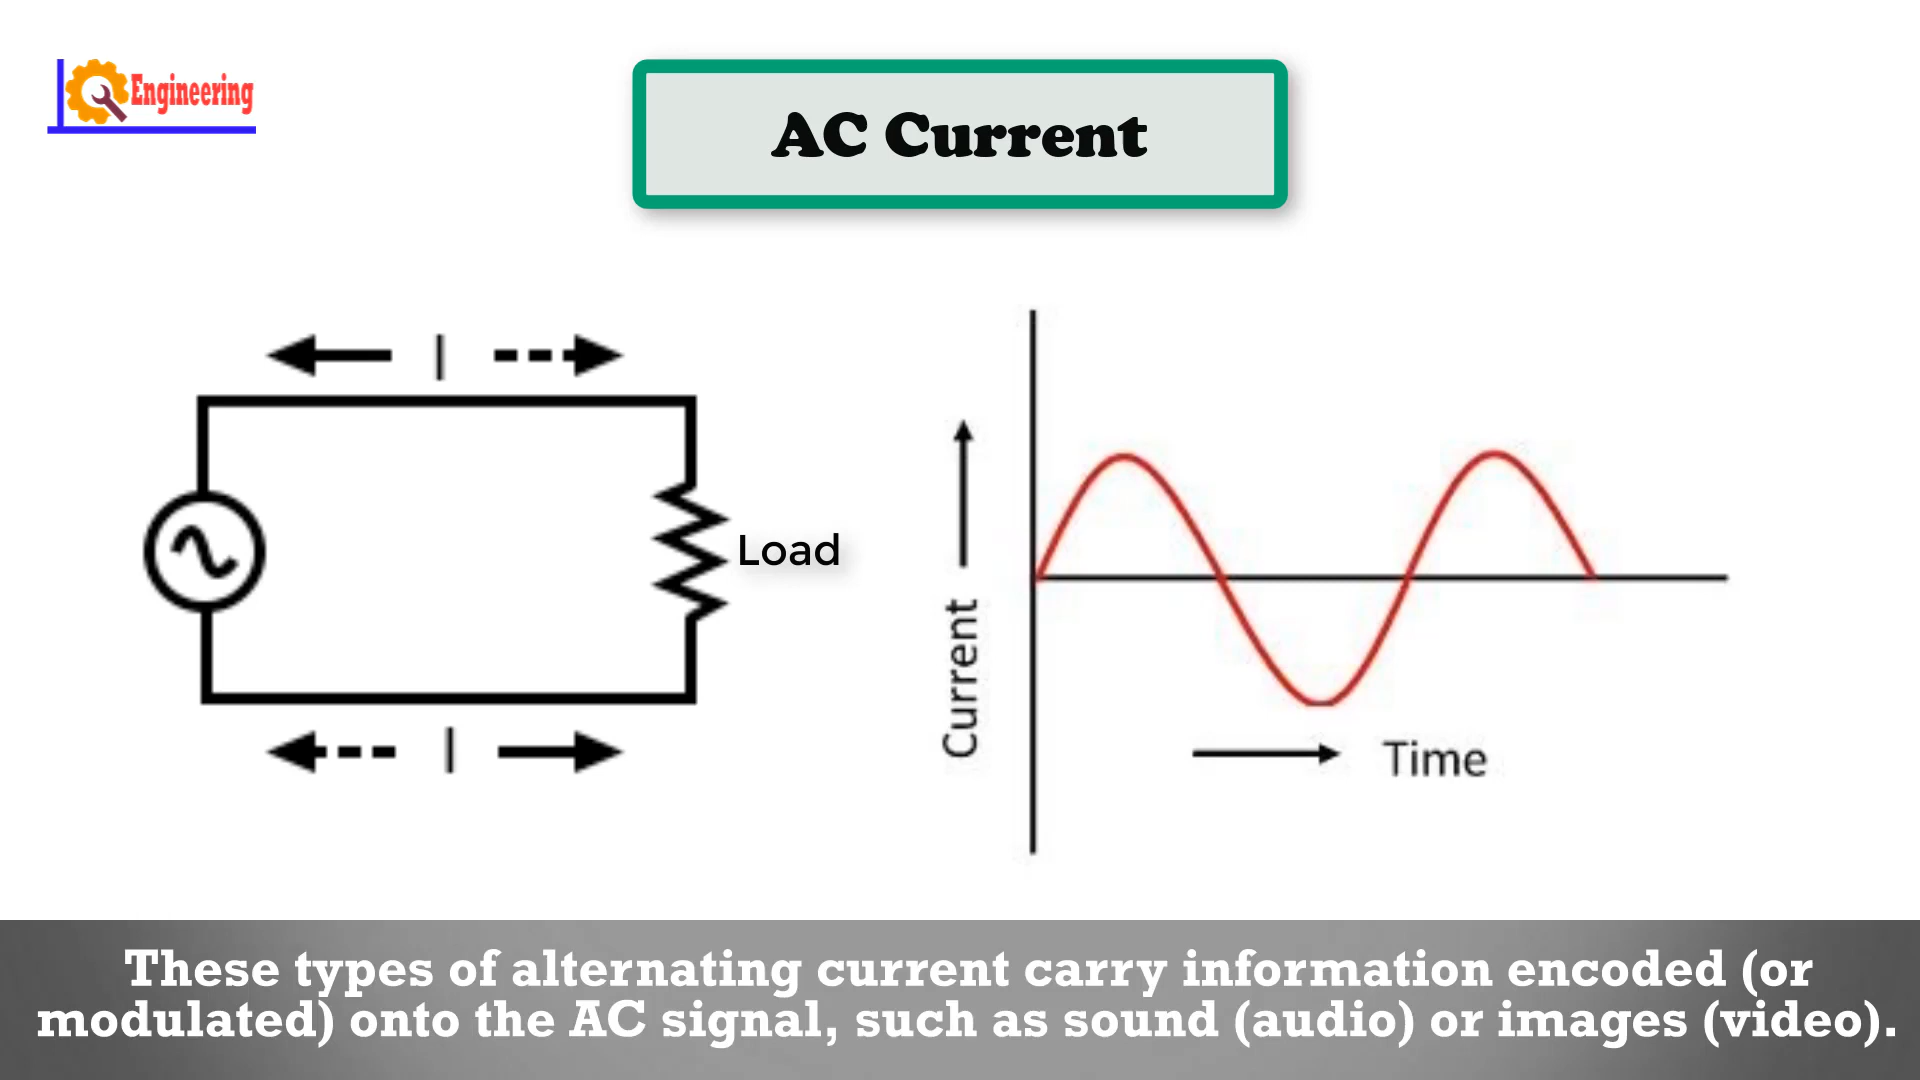 Engineering
AC Current
I
Load
I
Current
Time
These types of alternating current carry information encoded (or
modulated) onto the AC signal, such as sound (audio) or images (video).